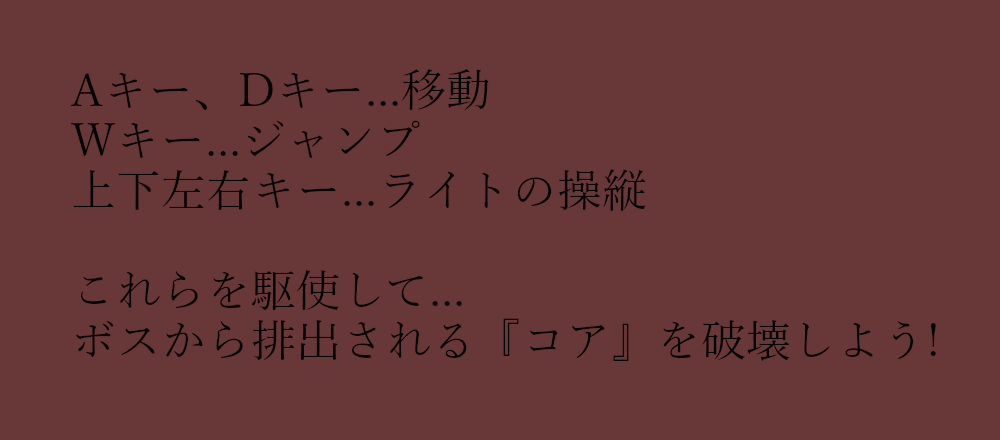 Aキー、Dキー…移動
Wキー…ジャンプ
上下左右キー…ライトの操縦
これらを駆使して…
ボスから排出される『コア』を破壊しよう!